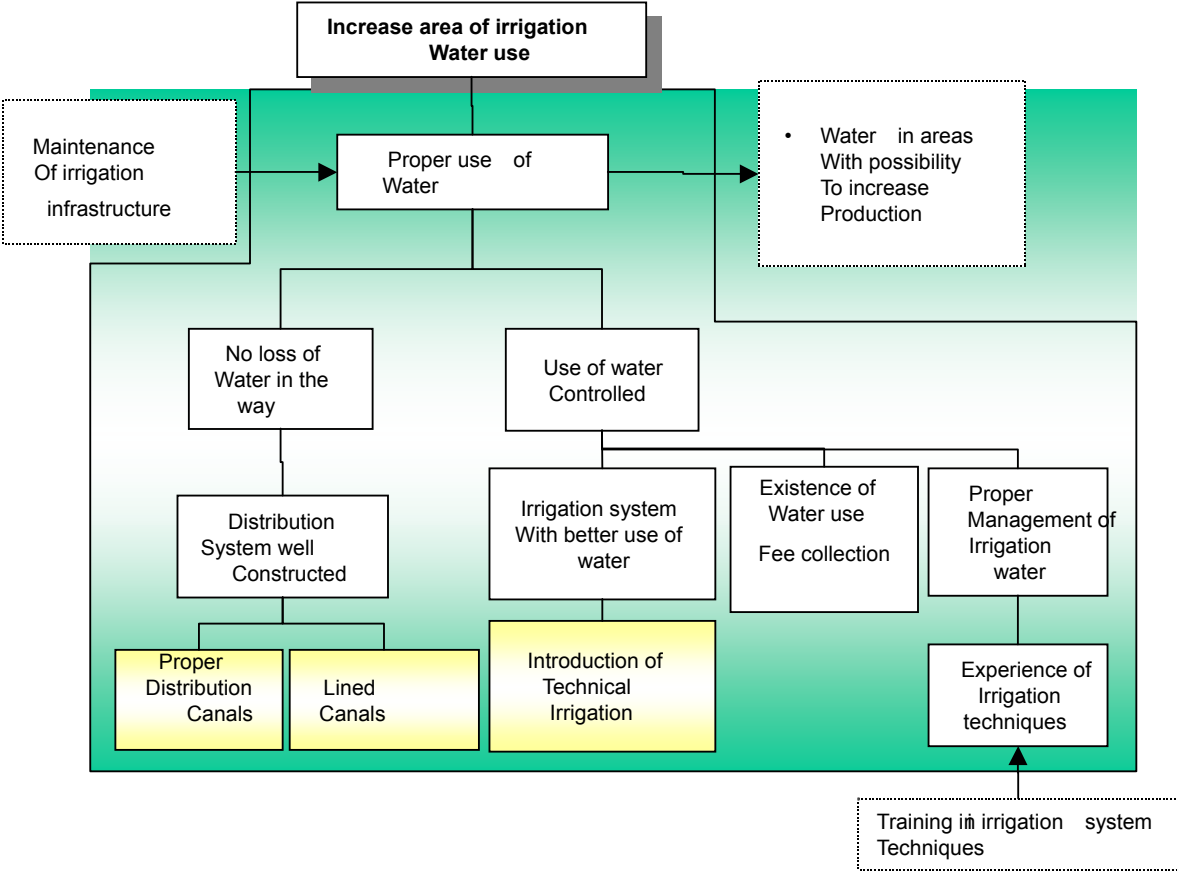 Increase area of irrigation
Water use
Maintenance
Of irrigation
infrastructure
Proper use of
Water
• Water in areas
With possibility
To increase
Production
No loss of
Water in the
way
Use of water
Controlled
Distribution
System well
Constructed
Irrigation system
With better use of
water
Existence of
Water use
Fee collection
Proper
Management of
Irrigation
water
Proper
Distribution
Canals
Lined
Canals
Introduction of
Technical
Irrigation
Experience of
Irrigation
techniques
Training in irrigation system
Techniques